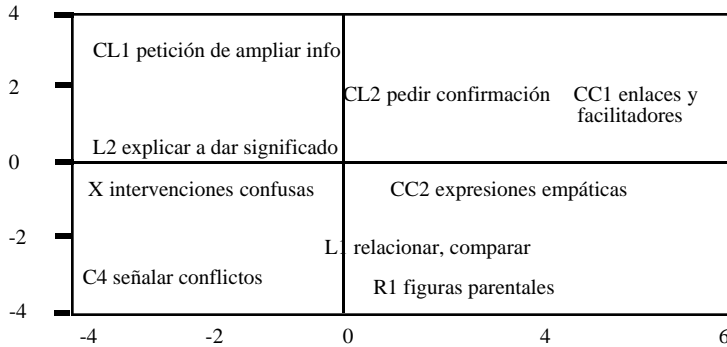 4
CL1 petición de ampliar info
2
CL2 pedir confirmación
CC1 enlaces y
facilitadores
L2 explicar a dar significado
0
X intervenciones confusas
CC2 expresiones empáticas
-2
L1 relacionar, comparar
C4 señalar conflictos
R1 figuras parentales
-4
-4 -2 0 4 6